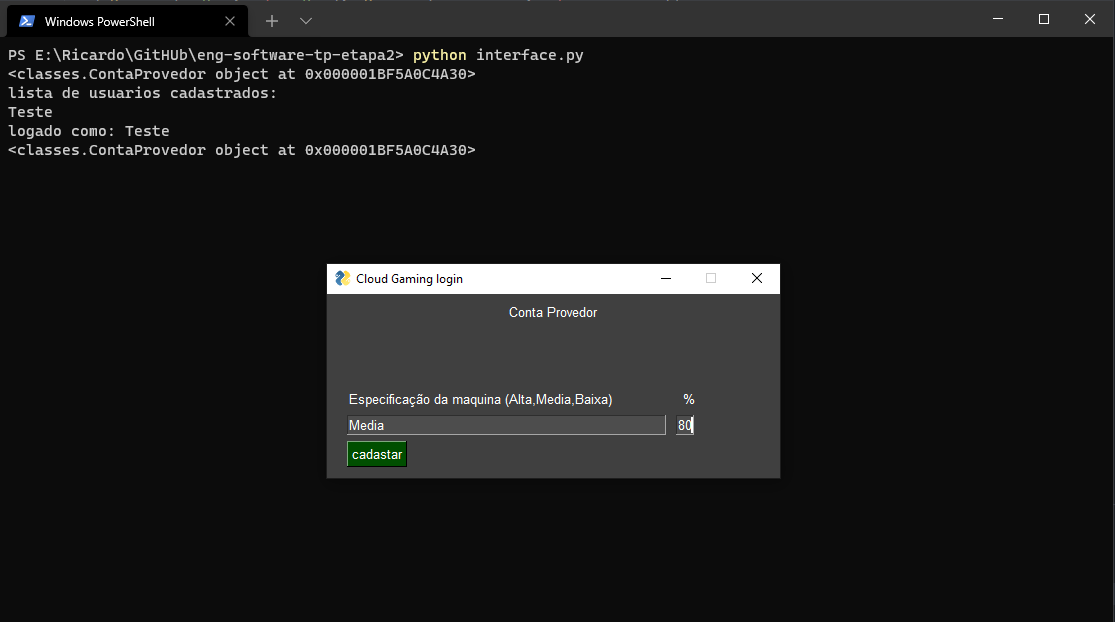 Windows PowerShell
PS E:\Ricardo\GitHUb\eng-software-tp-etapa2> python interface.py
<classes.ContaProvedor object at 0x000001BF5A0C4A30>
lista de usuarios cadastrados:
Teste
logado como: Teste
<classes.ContaProvedor object at 0x000001BF5A0C4A30>
Cloud Gaming login
Conta Provedor
Especificação da maquina (Alta,Media,Baixa) %
Media 80
cadastar